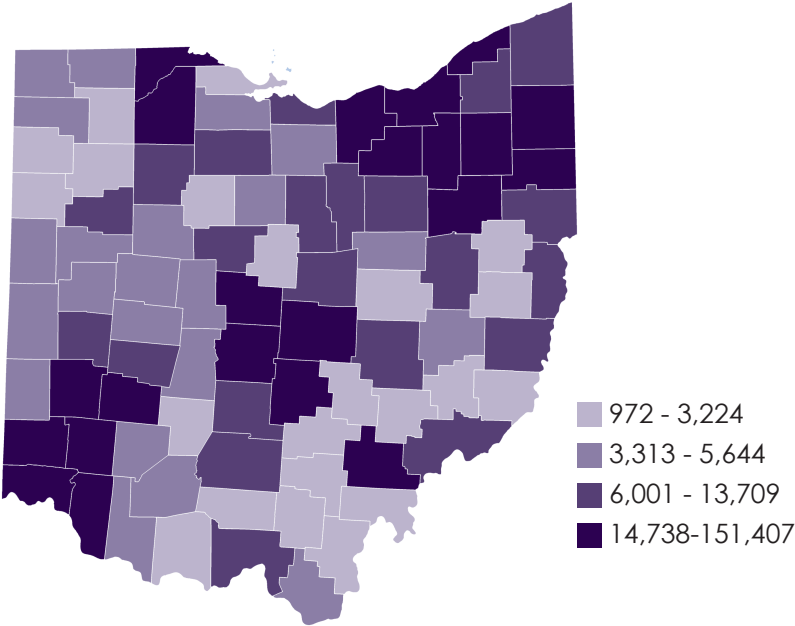 972 - 3,224
3,313 - 5,644
6,001 - 13,709
14,738-151,407